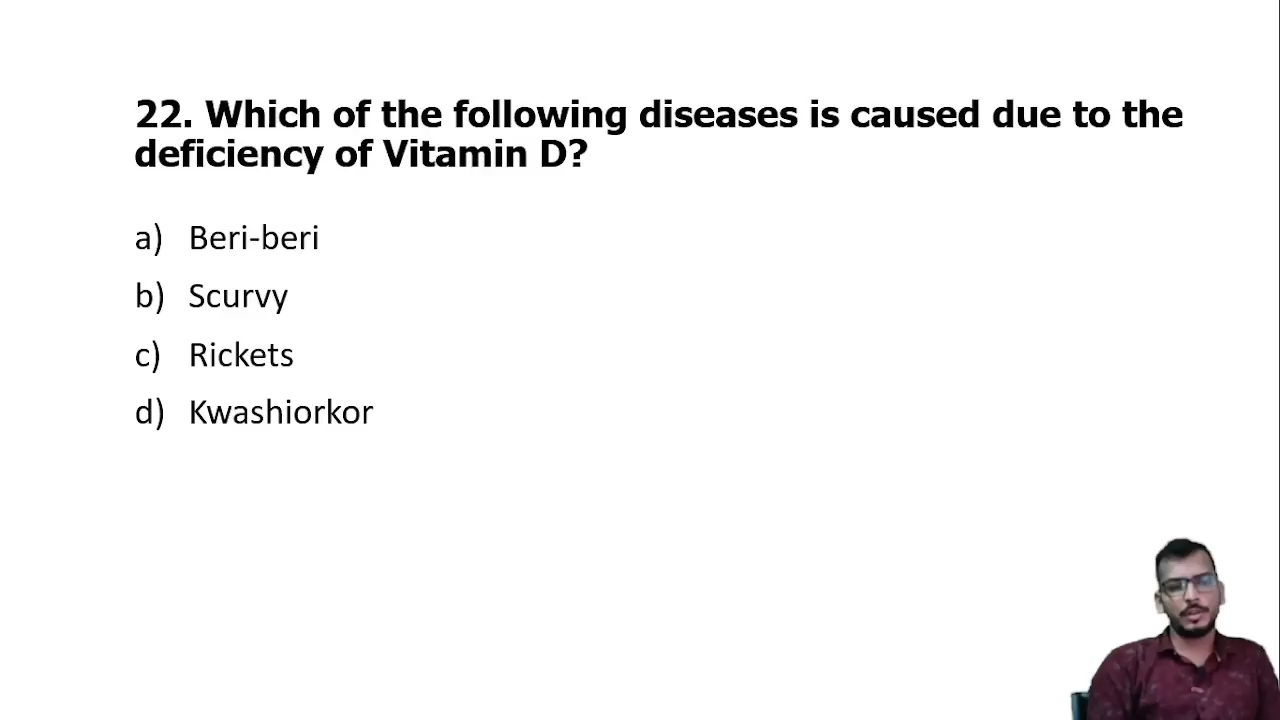 22. Which of the following diseases is caused due to the
deficiency of Vitamin D?
a) Beri-beri
b) Scurvy
c) Rickets
d) Kwashiorkor